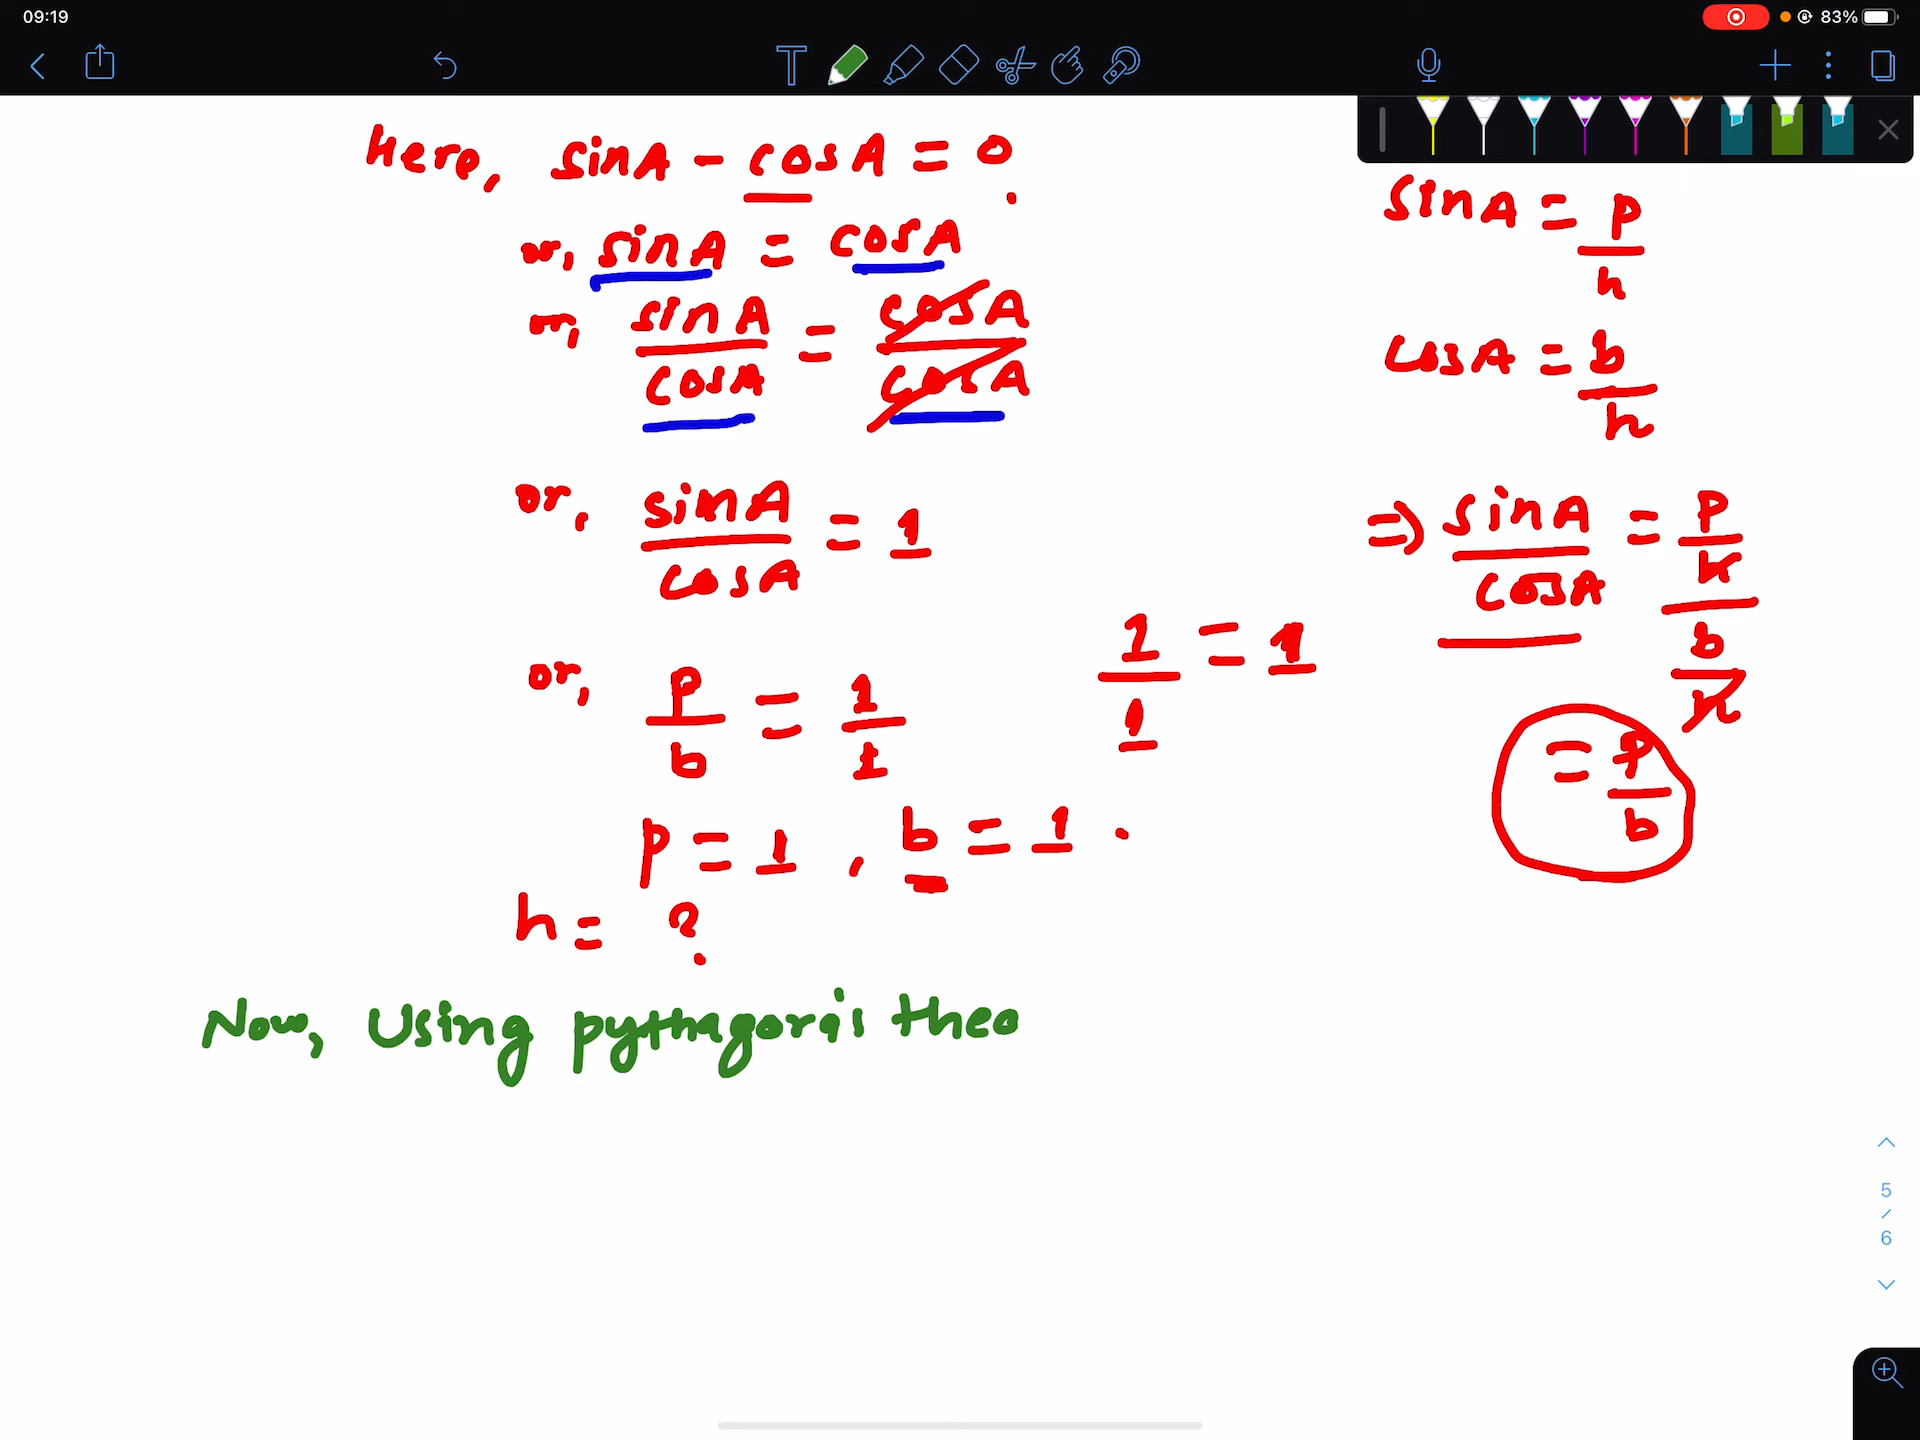 09:19
83%
Here, sinA - cosA = 0.
or, sinA = cosA
or, sinA/cosA = cosA/cosA
or, sinA/cosA = 1
or, p/b = 1/1
1/1 = 1
p = 1, b = 1.
h = ?
Now, Using pythagoris theo
sinA = p/h
cosA = b/h
⇒ sinA/cosA = p/h / b/h
= p/b
5
/
6